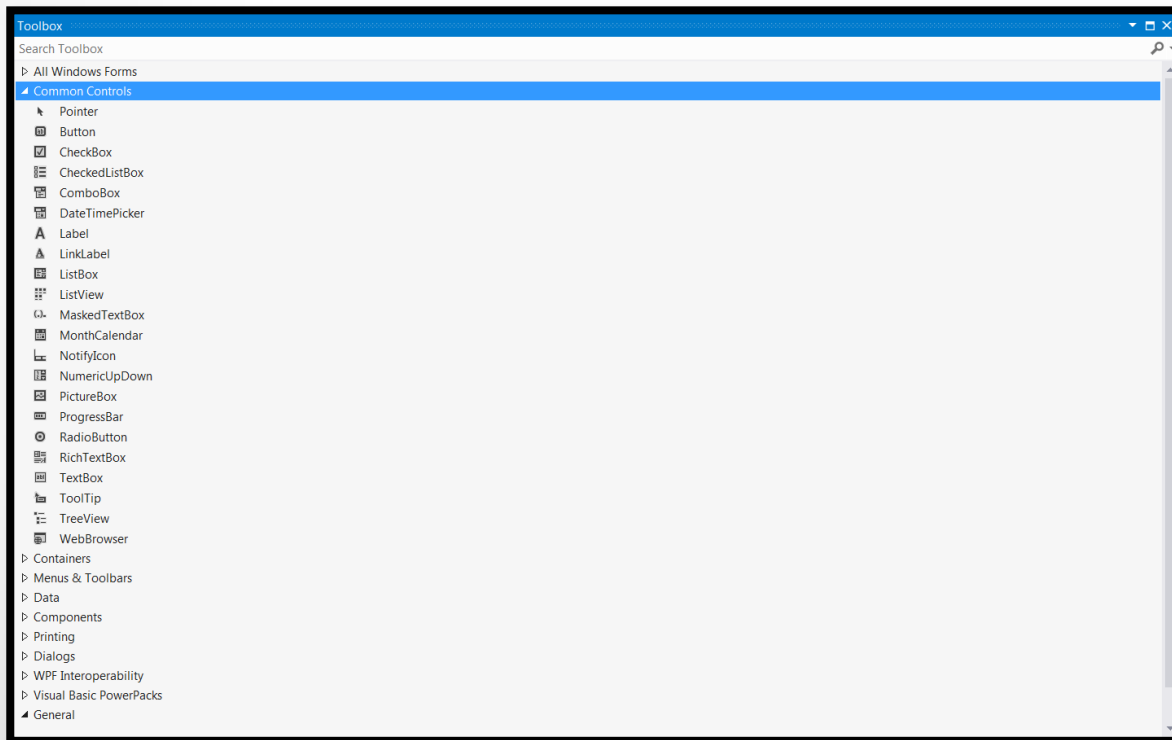 Toolbox
Search Toolbox
All Windows Forms
Common Controls
Pointer
Button
CheckBox
CheckedListBox
ComboBox
DateTimePicker
Label
LinkLabel
ListBox
ListView
MaskedTextBox
MonthCalendar
NotifyIcon
NumericUpDown
PictureBox
ProgressBar
RadioButton
RichTextBox
TextBox
ToolTip
TreeView
WebBrowser
Containers
Menus & Toolbars
Data
Components
Printing
Dialogs
WPF Interoperability
Visual Basic PowerPacks
General